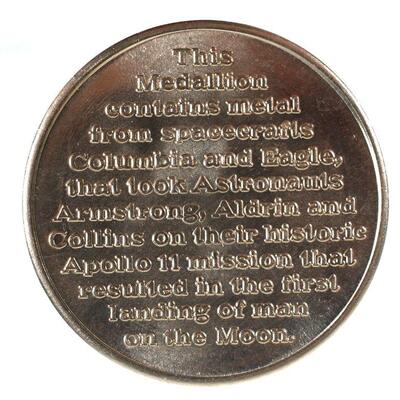 This
Medallion
contains metal
from spacecrafts
Columbia and Eagle,
that took Astronauts
Armstrong, Aldrin and
Collins on their historic
Apollo 11 mission that
resulted in the first
landing of man
on the Moon.